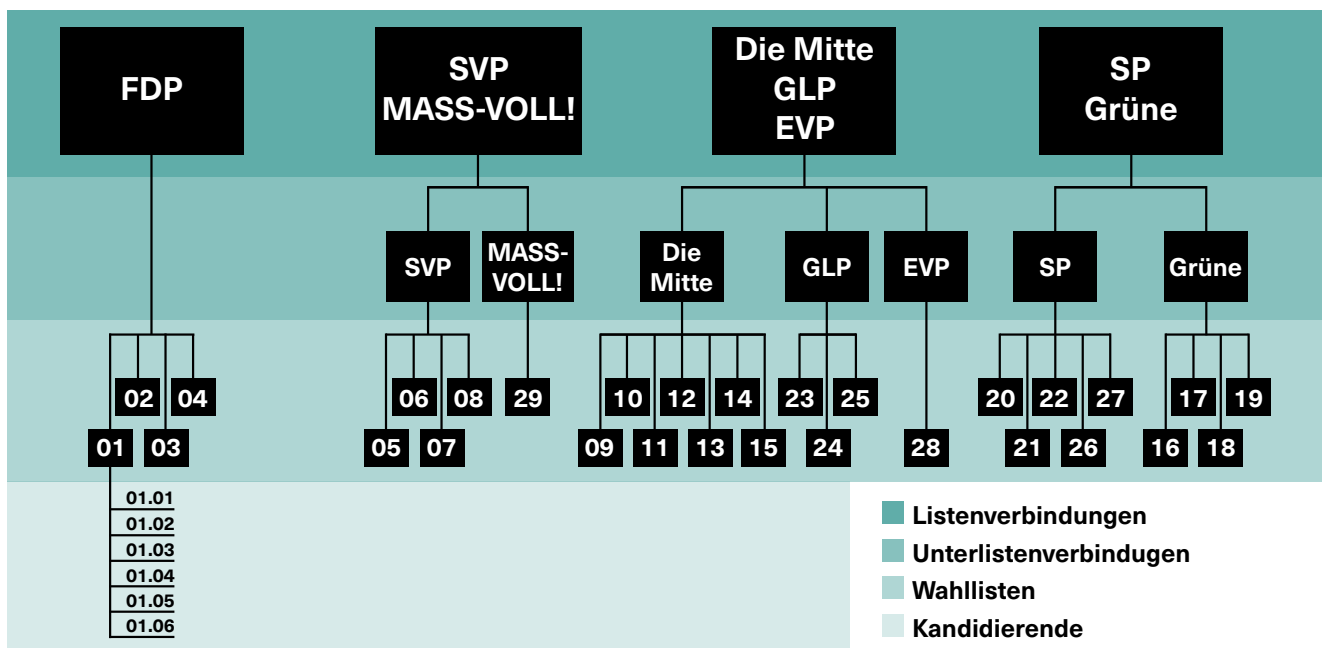 FDP
SVP
MASS-VOLL!
Die Mitte
GLP
EVP
SP
Grüne
SVP
MASS-
VOLL!
Die
Mitte
GLP
EVP
SP
Grüne
02 04
01 03
06 08 29
05 07
10 12 14
09 11 13 15
23 25
24
28
20 22 27
21 26
17 19
16 18
01.01
01.02
01.03
01.04
01.05
01.06
Listenverbindungen
Unterlistenverbindugen
Wahllisten
Kandidierende